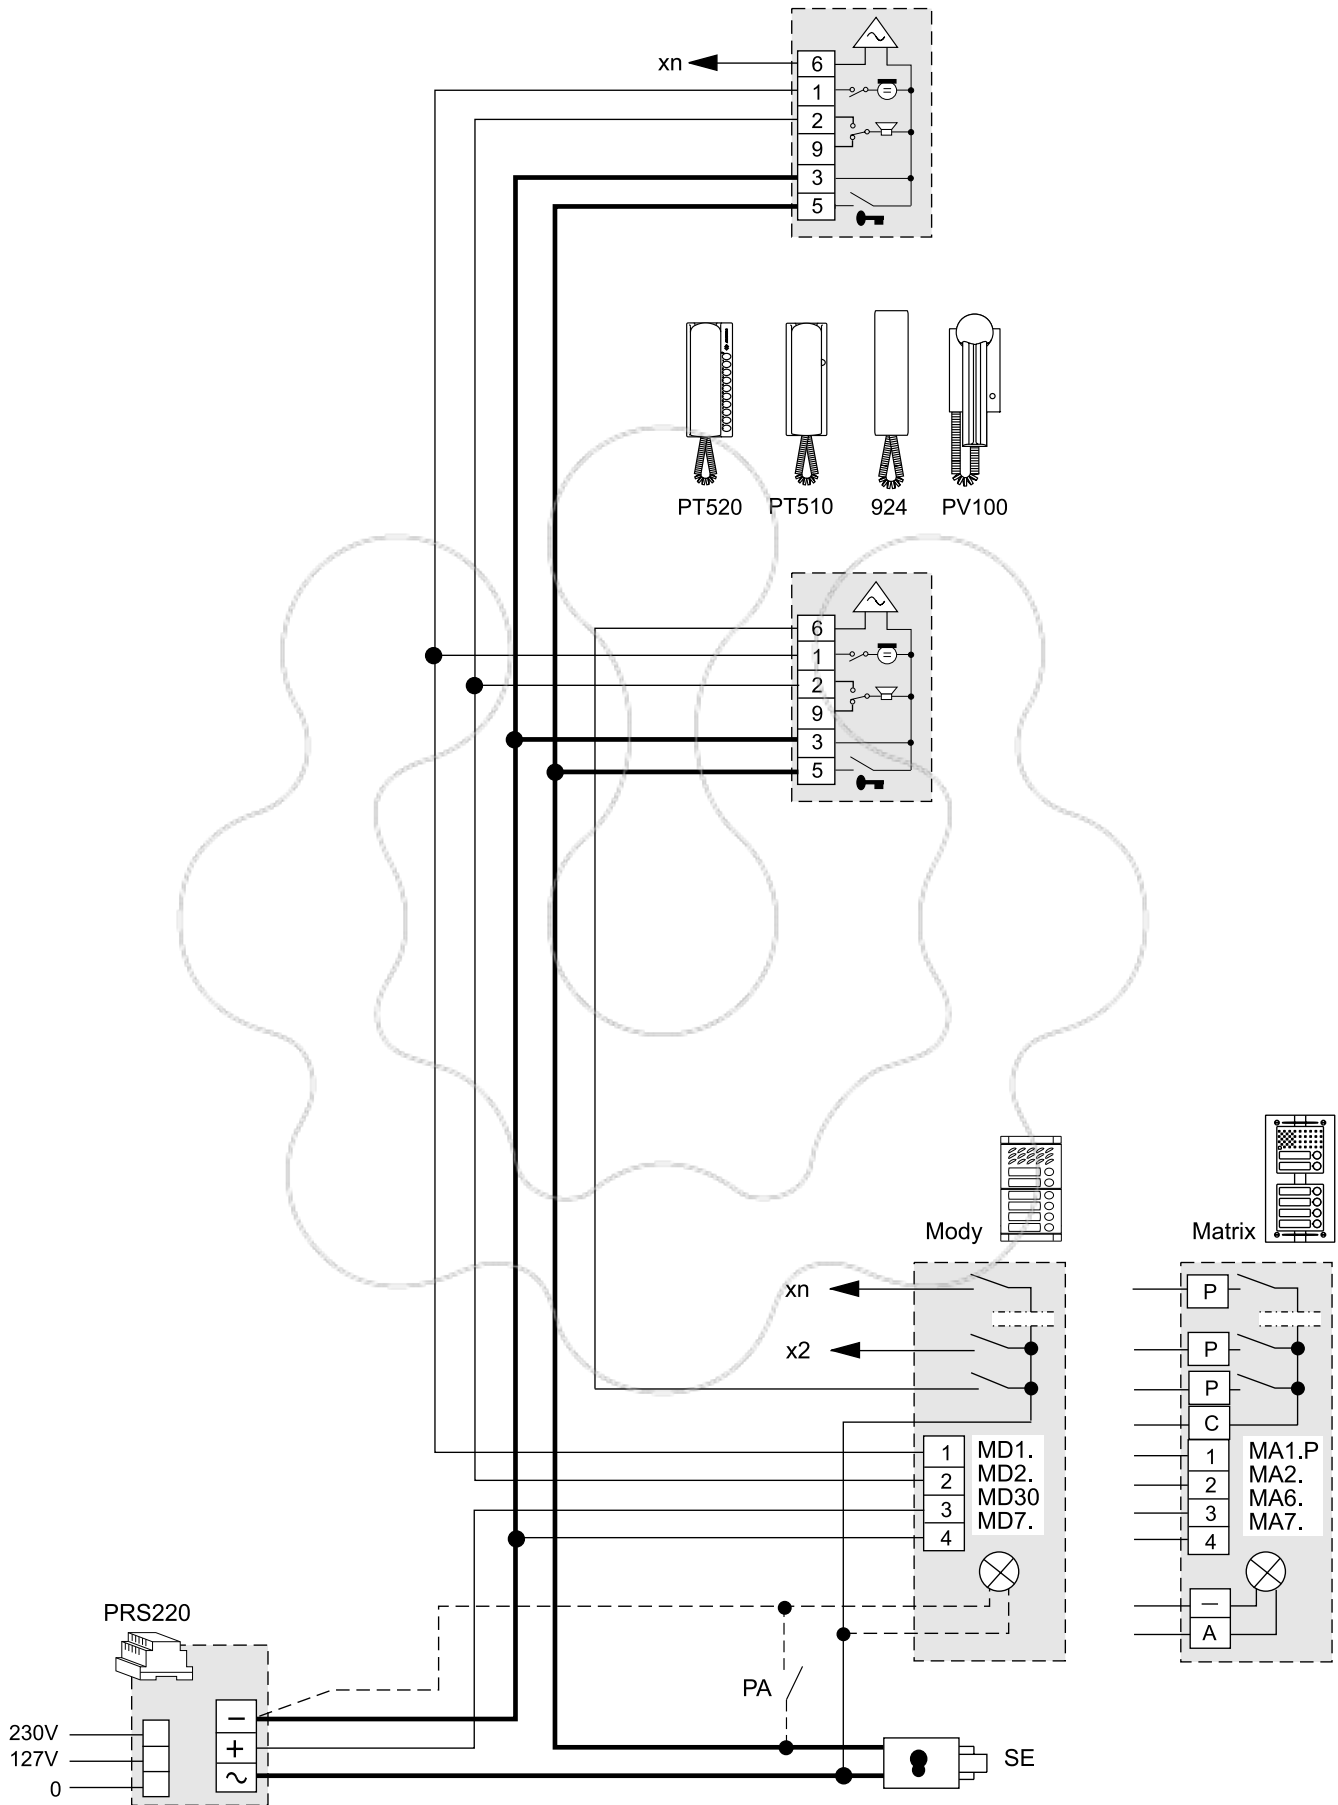 xn
6
1
2
9
3
5
PT520 PT510 924 PV100
6
1
2
9
3
5
Mody Matrix
xn
x2
P
P
P
C
1 MD1.
2 MD2.
3 MD30
4 MD7.
1 MA1.P
2 MA2.
3 MA6.
4 MA7.
—
A
PRS220
PA
230V
127V
0
−
+
~
SE